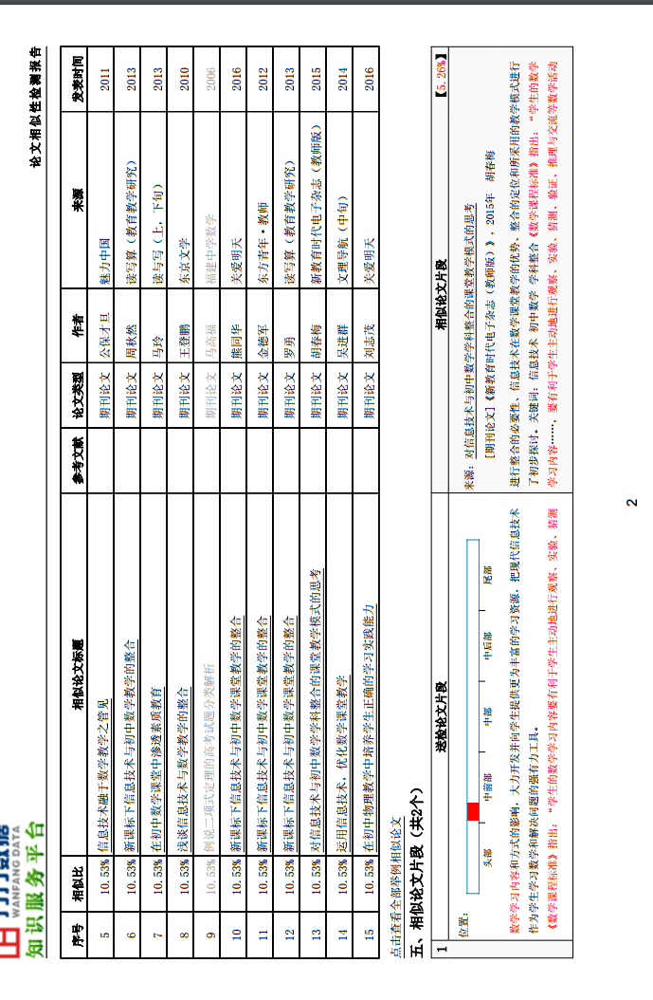 万方数据
WANFANG DATA
知识服务平台
论文相似性检测报告
序号 相似比 相似论文标题 参考文献 论文类型 作者 来源 发表时间
5 10.53% 信息技术融于数学教学之管见 期刊论文 公保才旦 魅力中国 2011
6 10.53% 新课标下信息技术与初中数学教学的整合 期刊论文 周秋然 读写算（教育教学研究） 2013
7 10.53% 在初中数学课堂中渗透素质教育 期刊论文 马玲 读与写（上，下旬） 2013
8 10.53% 浅谈信息技术与数学教学的整合 期刊论文 王登鹏 东京文学 2010
9 10.53% 例说二项式定理的高考试题分类解析 期刊论文 马高福 福建中学数学 2006
10 10.53% 新课标下信息技术与初中数学课堂教学的整合 期刊论文 熊同华 关爱明天 2016
11 10.53% 新课标下信息技术与初中数学课堂教学的整合 期刊论文 金德军 东方青年·教师 2012
12 10.53% 新课标下信息技术与初中数学课堂教学的整合 期刊论文 罗勇 读写算（教育教学研究） 2013
13 10.53% 对信息技术与初中数学学科整合的课堂教学模式的思考 期刊论文 胡春梅 新教育时代电子杂志（教师版） 2015
14 10.53% 运用信息技术，优化数学课堂教学 期刊论文 吴进群 文理导航（中旬） 2014
15 10.53% 在初中物理教学中培养学生正确的学习实践能力 期刊论文 刘志茂 关爱明天 2016
点击查看全部举例相似论文
五、相似论文片段（共2个）
1 送检论文片段 相似论文片段 【5.26%】
位置：
头部 中前部 中部 中后部 尾部
数学学习内容和方式的影响，大力开发并向学生提供更为丰富的学习资源，把现代信息技术
作为学生学习数学和解决问题的强有力工具。
《数学课程标准》指出：“学生的数学学习内容要有利于学生主动地进行观察、实验、猜测
来源：对信息技术与初中数学学科整合的课堂教学模式的思考
[期刊论文]《新教育时代电子杂志（教师版）》，2015年 胡春梅
进行整合的必要性、信息技术在数学课堂教学的优势、整合的定位和所采用的教学模式进行
了初步探讨。关键词：信息技术 初中数学 学科整合《数学课程标准》指出：“学生的数学
学习内容……，要有利于学生主动地进行观察、实验、猜测、验证、推理与交流等数学活动
2